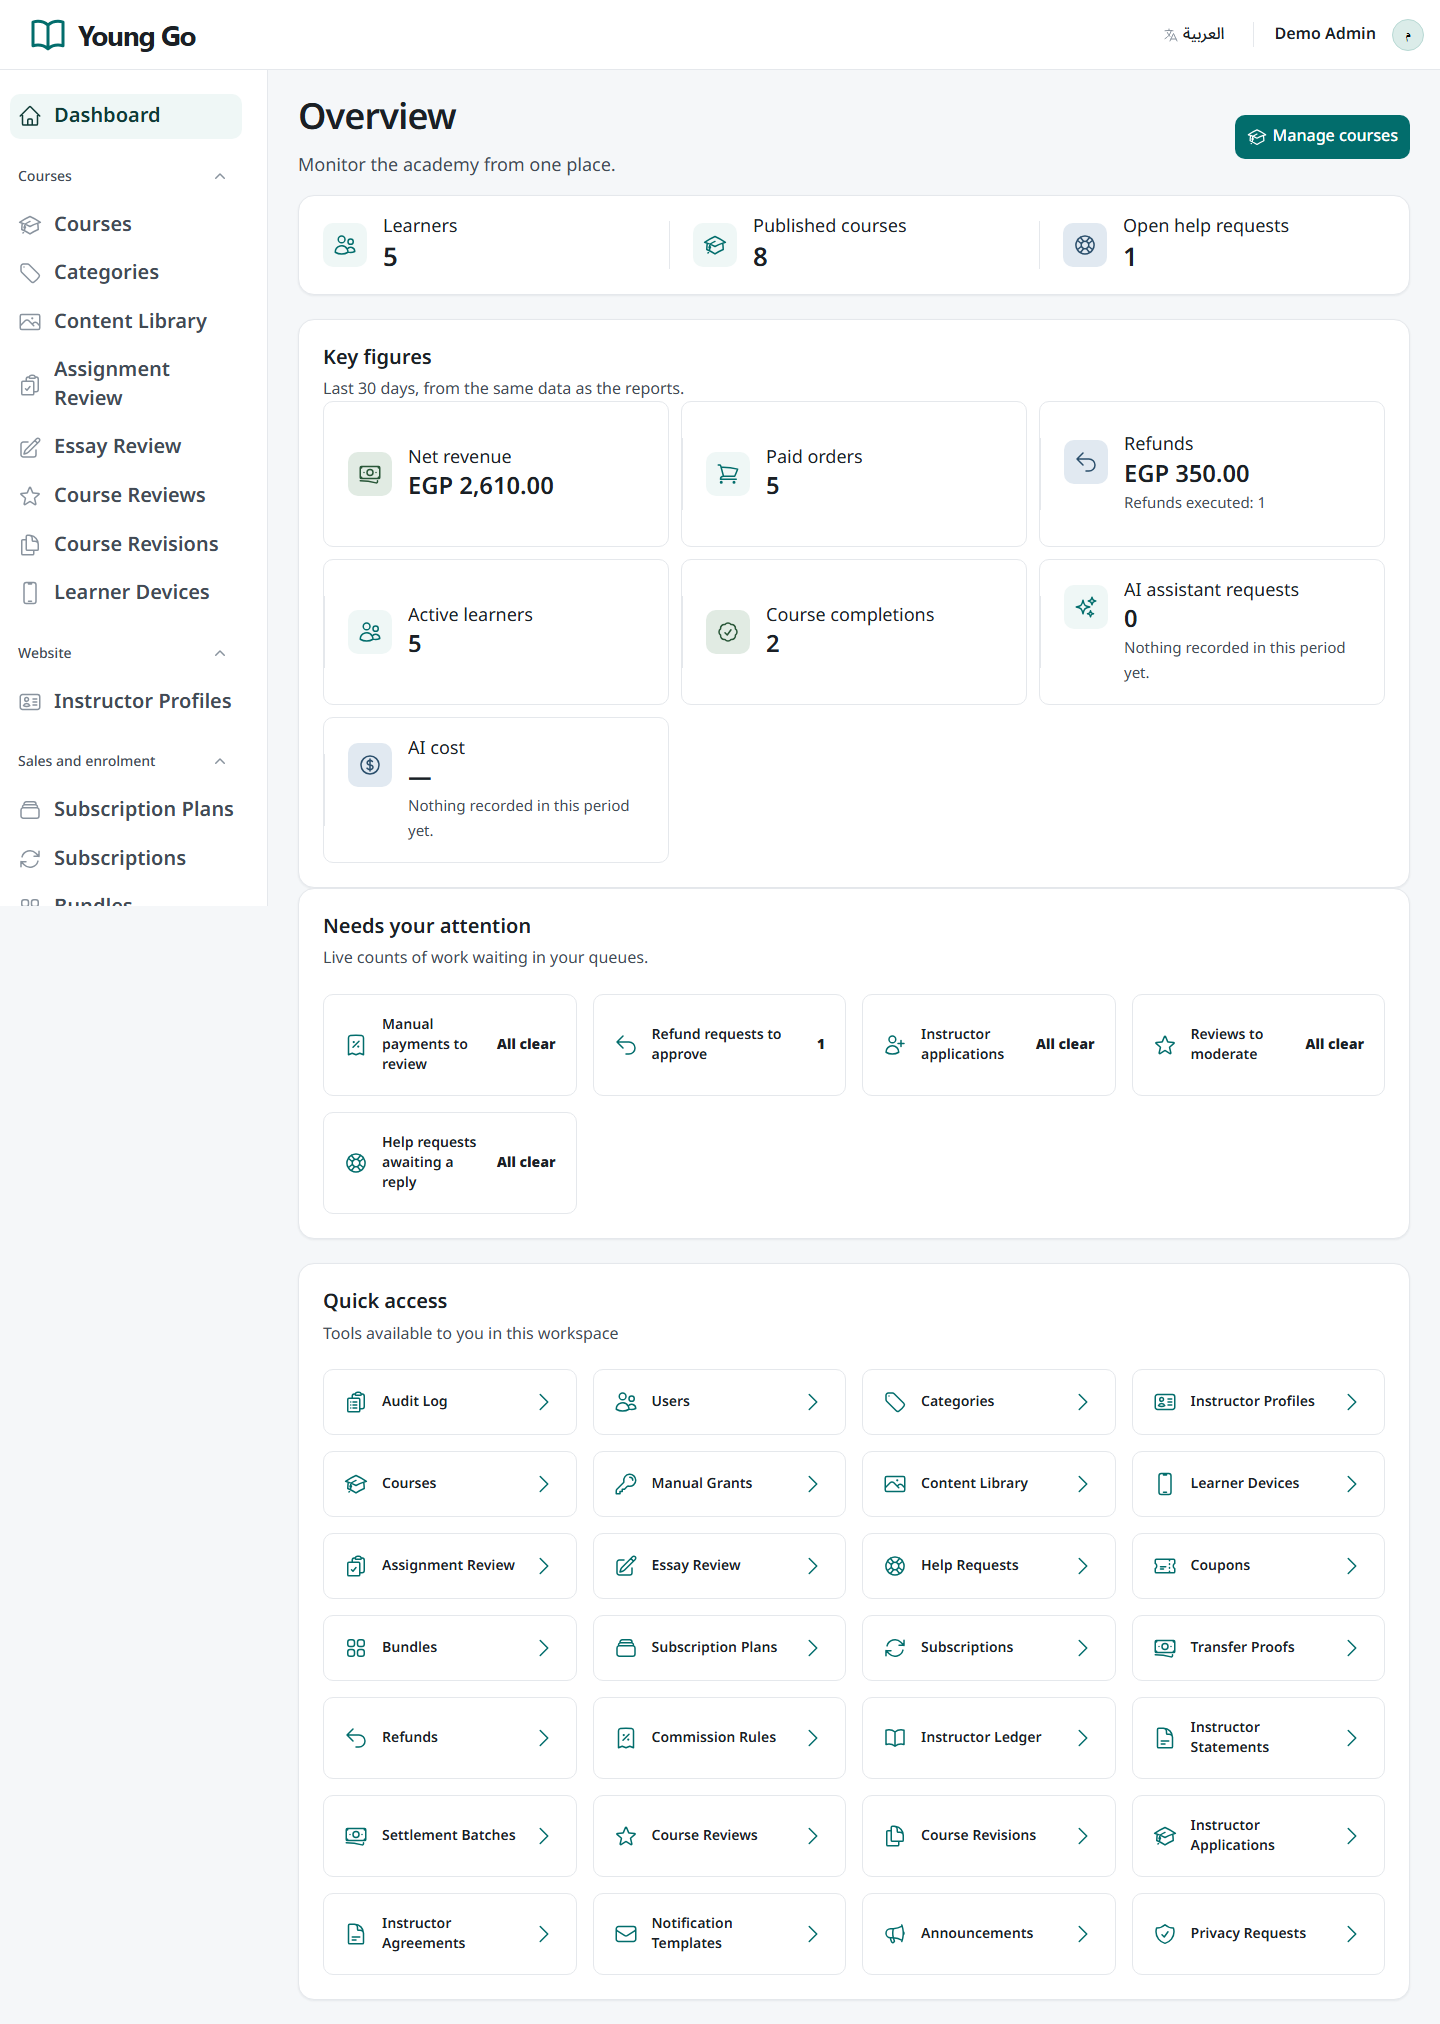 Young Go
العربية
Demo Admin
م
Dashboard
Courses
Courses
Categories
Content Library
Assignment
Review
Essay Review
Course Reviews
Course Revisions
Learner Devices
Website
Instructor Profiles
Sales and enrolment
Subscription Plans
Subscriptions
Bundles
Overview
Monitor the academy from one place.
Manage courses
Learners
5
Published courses
8
Open help requests
1
Key figures
Last 30 days, from the same data as the reports.
Net revenue
EGP 2,610.00
Paid orders
5
Refunds
EGP 350.00
Refunds executed: 1
Active learners
5
Course completions
2
AI assistant requests
0
Nothing recorded in this period
yet.
AI cost
—
Nothing recorded in this period
yet.
Needs your attention
Live counts of work waiting in your queues.
Manual
payments to
review
All clear
Refund requests to
approve
1
Instructor
applications
All clear
Reviews to
moderate
All clear
Help requests
awaiting a
reply
All clear
Quick access
Tools available to you in this workspace
Audit Log
Users
Categories
Instructor Profiles
Courses
Manual Grants
Content Library
Learner Devices
Assignment Review
Essay Review
Help Requests
Coupons
Bundles
Subscription Plans
Subscriptions
Transfer Proofs
Refunds
Commission Rules
Instructor Ledger
Instructor
Statements
Settlement Batches
Course Reviews
Course Revisions
Instructor
Applications
Instructor
Agreements
Notification
Templates
Announcements
Privacy Requests